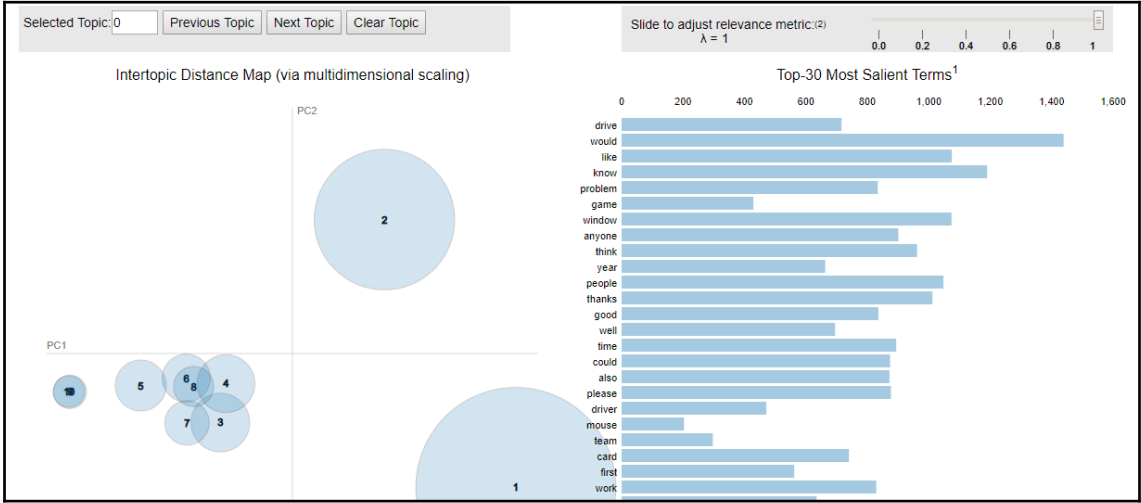 Selected Topic: 0 Previous Topic Next Topic Clear Topic
Slide to adjust relevance metric:(2)
λ = 1
0.0 0.2 0.4 0.6 0.8 1
Intertopic Distance Map (via multidimensional scaling)
PC2
PC1
2
5
6
8
4
7
3
1
Top-30 Most Salient Terms1
0 200 400 600 800 1,000 1,200 1,400 1,600
drive
would
like
know
problem
game
window
anyone
think
year
people
thanks
good
well
time
could
also
please
driver
mouse
team
card
first
work